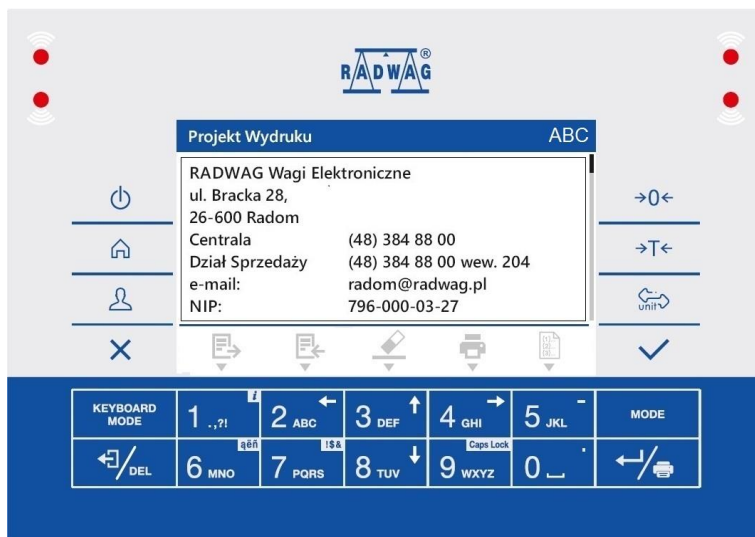 RADWAG®
Projekt Wydruku ABC
RADWAG Wagi Elektroniczne
ul. Bracka 28,
26-600 Radom
Centrala (48) 384 88 00
Dział Sprzedaży (48) 384 88 00 wew. 204
e-mail: radom@radwag.pl
NIP: 796-000-03-27
→0←
→T←
unit
KEYBOARD MODE
1 .,?! i
2 ABC ←
3 DEF ↑
4 GHI →
5 JKL -
MODE
DEL
6 MNO ąëñ
7 PQRS !$&
8 TUV ↓
9 WXYZ Caps Lock
0 .